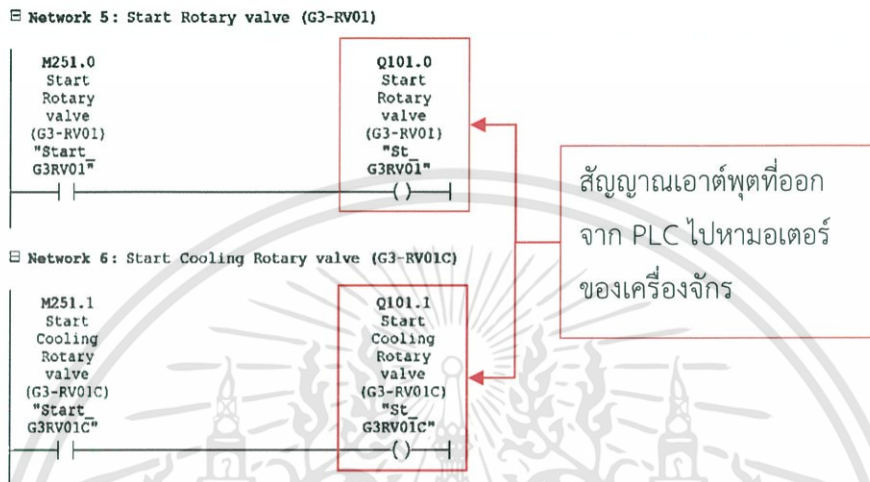 Network 5: Start Rotary valve (G3-RV01)
M251.0
Start
Rotary
valve
(G3-RV01)
"Start_
G3RV01"
Q101.0
Start
Rotary
valve
(G3-RV01)
"St_
G3RV01"
สัญญาณเอาต์พุตที่ออก
จาก PLC ไปหามอเตอร์
ของเครื่องจักร
Network 6: Start Cooling Rotary valve (G3-RV01C)
M251.1
Start
Cooling
Rotary
valve
(G3-RV01C)
"Start_
G3RV01C"
Q101.1
Start
Cooling
Rotary
valve
(G3-RV01C)
"St_
G3RV01C"